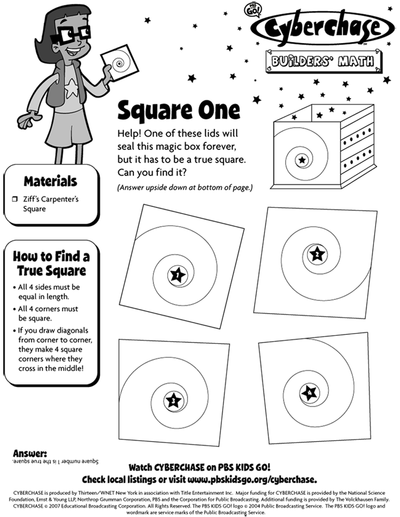 PBS KIDS GO!
Cyberchase
BUiLDERS' MATH
Square One
Help! One of these lids will
seal this magic box forever,
but it has to be a true square.
Can you find it?
(Answer upside down at bottom of page.)
Materials
❑ Ziff's Carpenter's
Square
How to Find a
True Square
• All 4 sides must be
equal in length.
• All 4 corners must
be square.
• If you draw diagonals
from corner to corner,
they make 4 square
corners where they
cross in the middle!
1
2
3
4
Answer:
Square number 1 is the true square.
Watch CYBERCHASE on PBS KIDS GO!
Check local listings or visit www.pbskidsgo.org/cyberchase.
CYBERCHASE is produced by Thirteen/WNET New York in association with Title Entertainment Inc. Major funding for CYBERCHASE is provided by the National Science
Foundation, Ernst & Young LLP, Northrop Grumman Corporation, PBS and the Corporation for Public Broadcasting. Additional funding is provided by The Volckhausen Family.
CYBERCHASE © 2007 Educational Broadcasting Corporation. All Rights Reserved. The PBS KIDS GO! logo © 2004 Public Broadcasting Service. The PBS KIDS GO! logo and
wordmark are service marks of the Public Broadcasting Service.